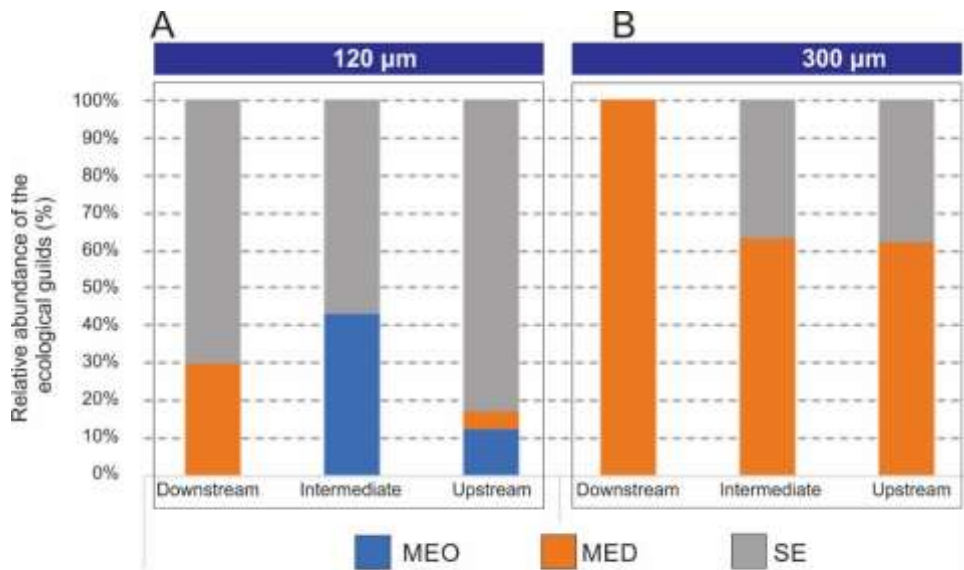 A
B
120 µm
300 µm
Relative abundance of the
ecological guilds (%)
100%
90%
80%
70%
60%
50%
40%
30%
20%
10%
0%
Downstream Intermediate Upstream
Downstream Intermediate Upstream
MEO MED SE